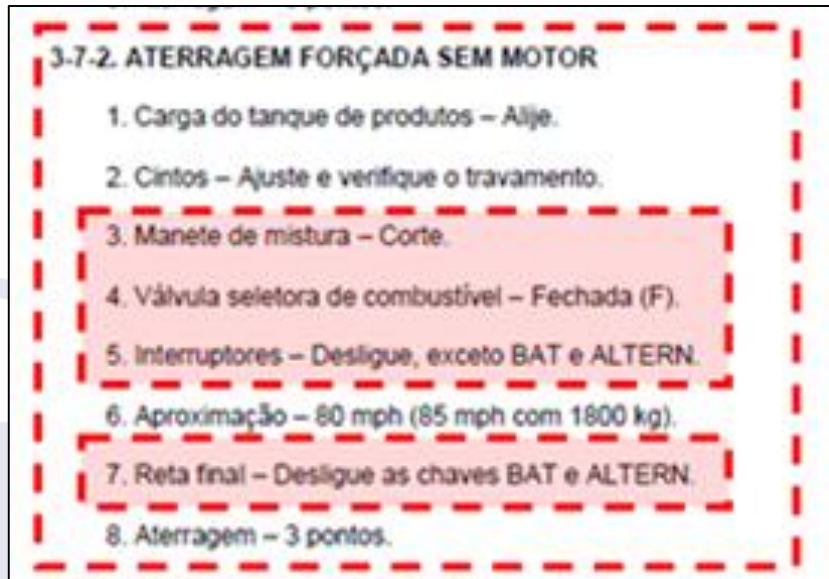 3-7-2. ATERRAGEM FORÇADA SEM MOTOR
1. Carga do tanque de produtos – Alije.
2. Cintos – Ajuste e verifique o travamento.
3. Manete de mistura – Corte.
4. Válvula seletora de combustível – Fechada (F).
5. Interruptores – Desligue, exceto BAT e ALTERN.
6. Aproximação – 80 mph (85 mph com 1800 kg).
7. Reta final – Desligue as chaves BAT e ALTERN.
8. Aterragem – 3 pontos.